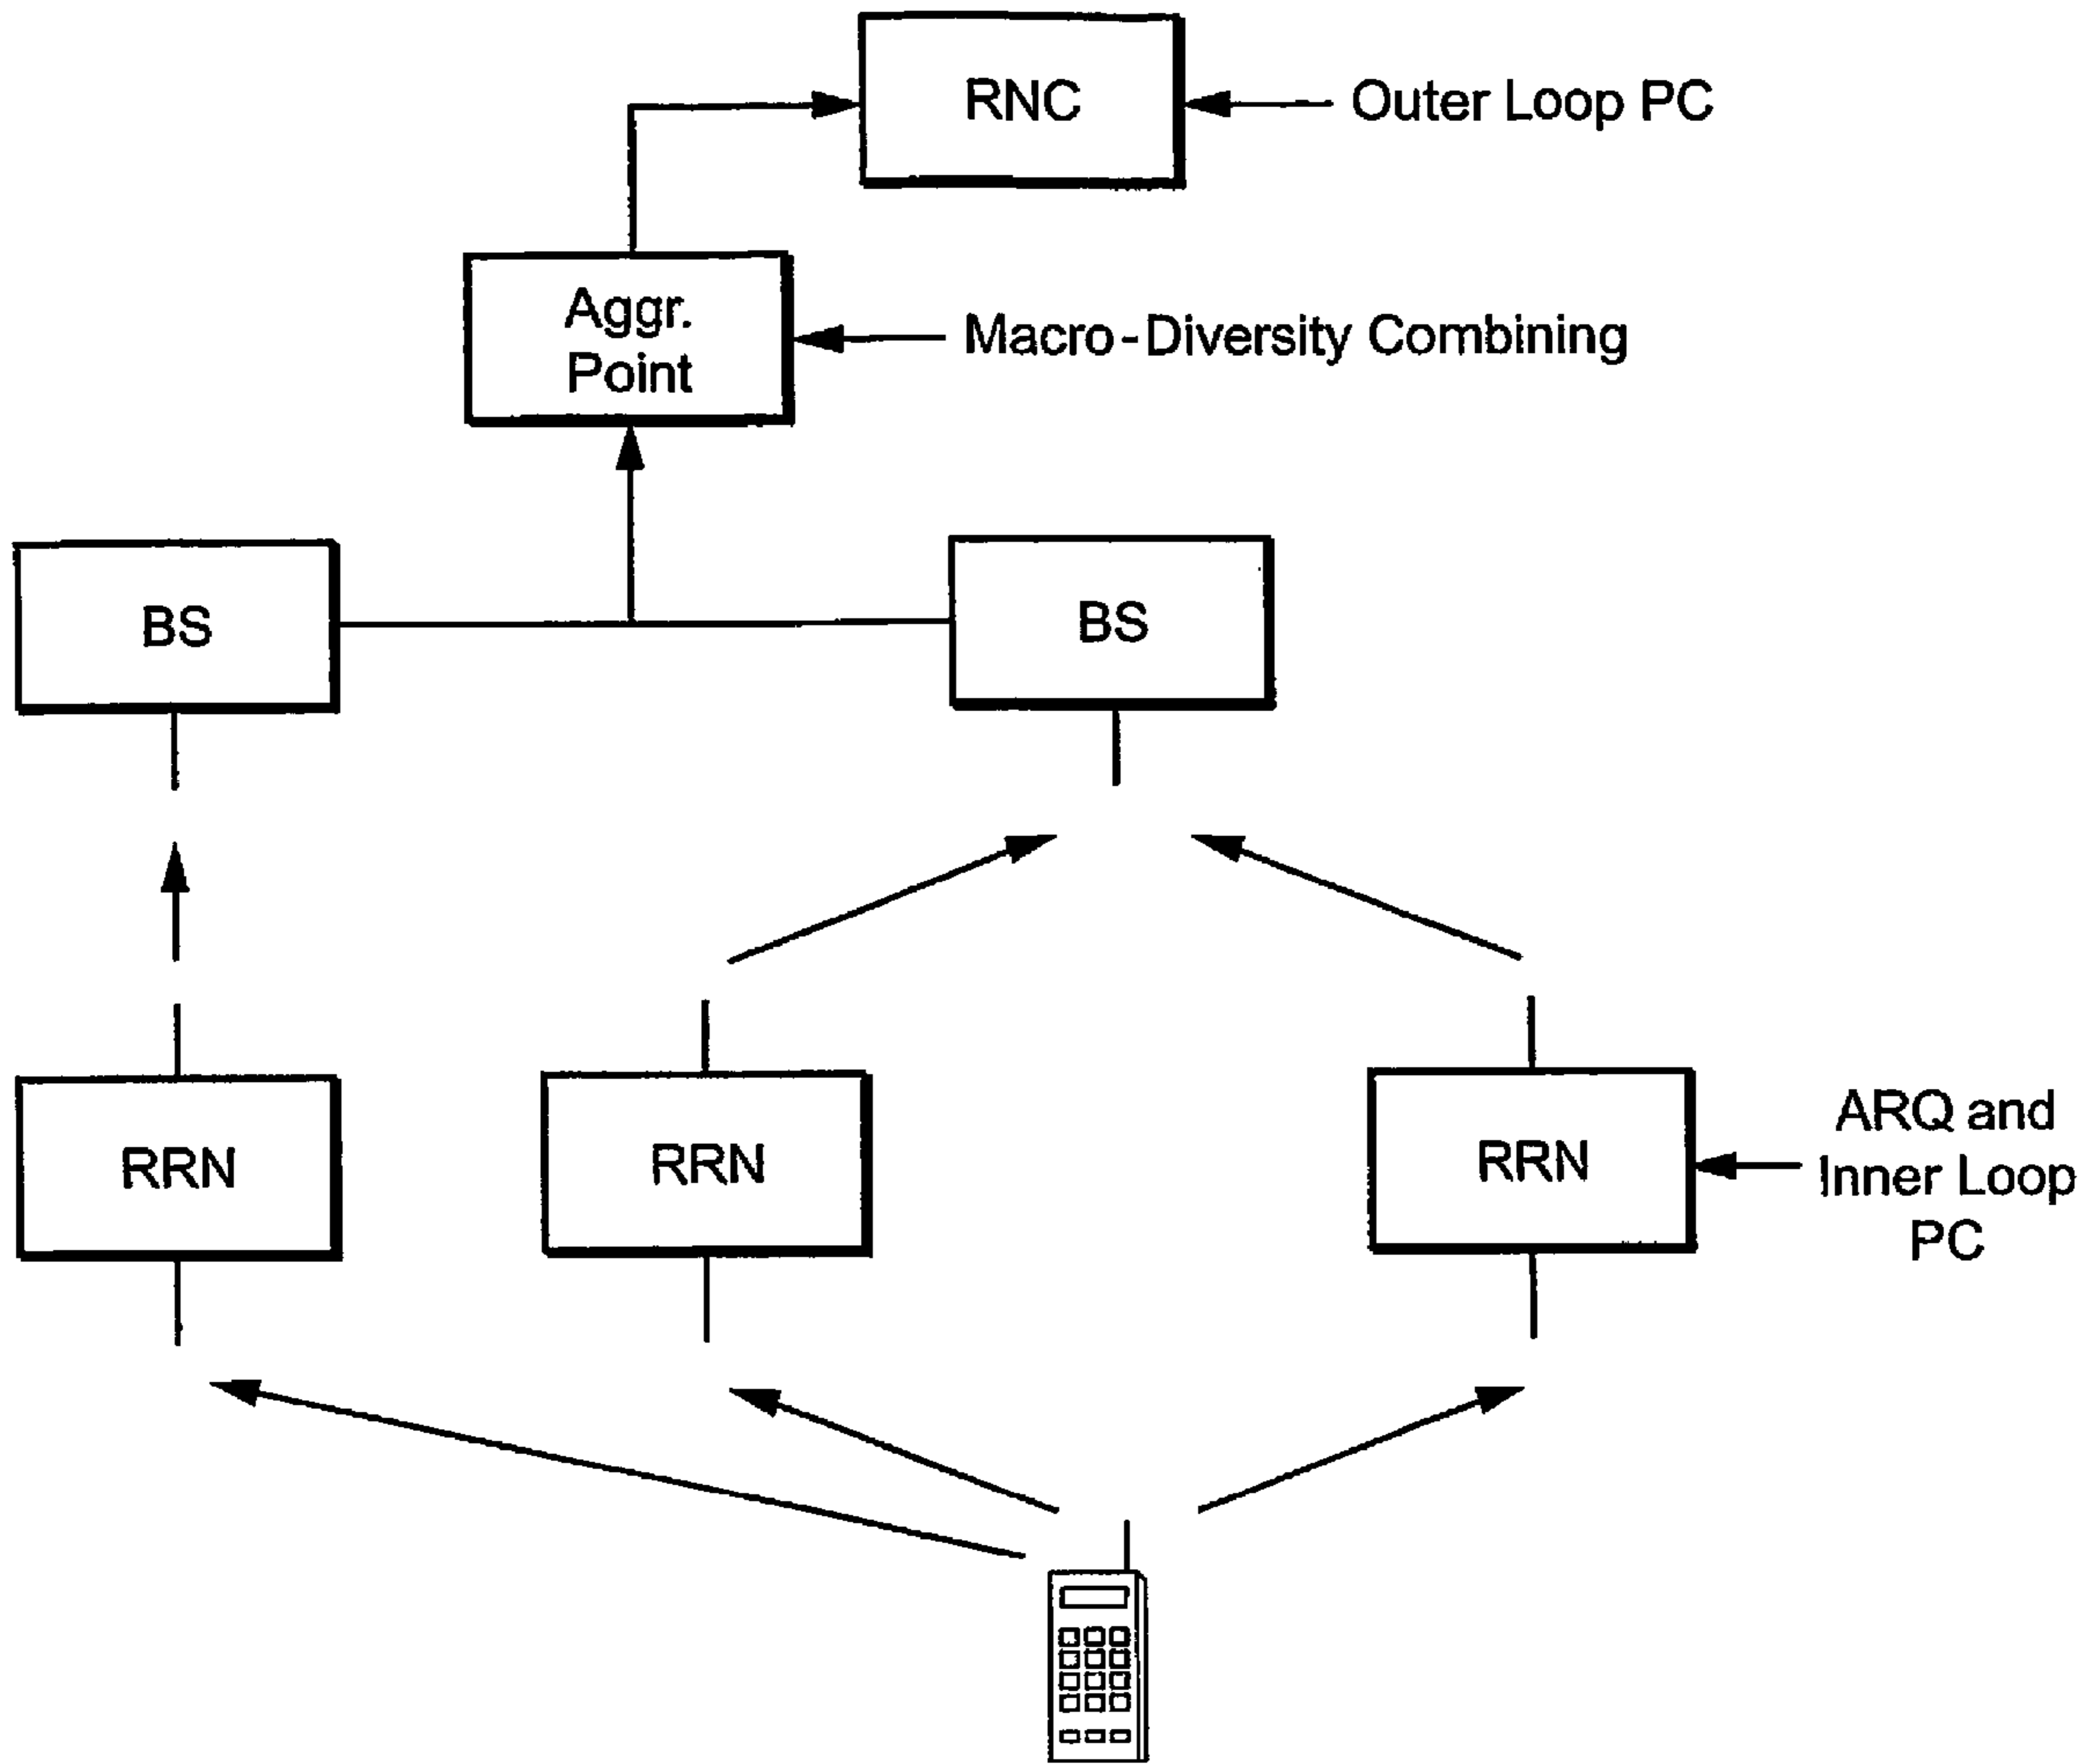 RNC
Outer Loop PC
Aggr.
Point
Macro-Diversity Combining
BS
BS
RRN
RRN
RRN
ARQ and
Inner Loop
PC